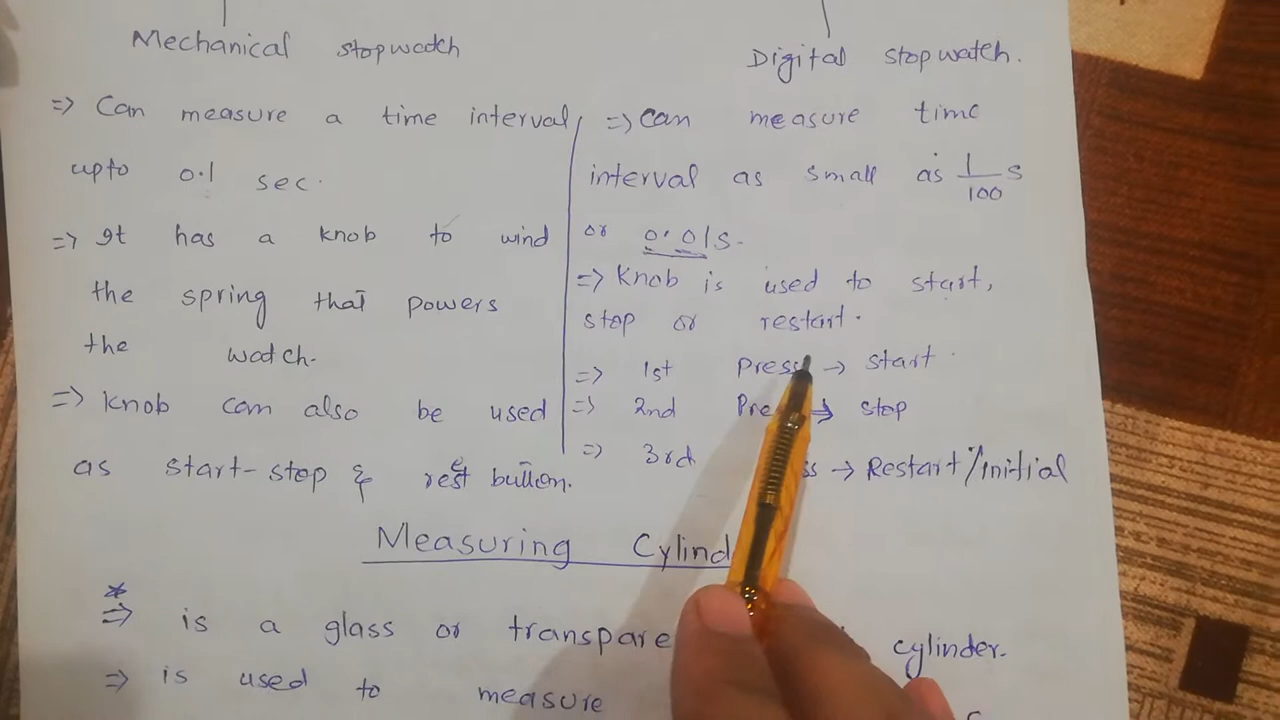 Mechanical stopwatch
=> Can measure a time interval
upto 0.1 sec.
=> It has a knob to wind
the spring that powers
the watch.
=> knob can also be used
as start-stop & reset button.
Digital stopwatch.
=> Can measure time
interval as small as 1/100 s
or 0.01s.
=> Knob is used to start,
stop or restart.
=> 1st Press → start
=> 2nd → stop
=> 3rd → Restart/Initial
Measuring
* => is a glass or cylinder.
=> is used to measure